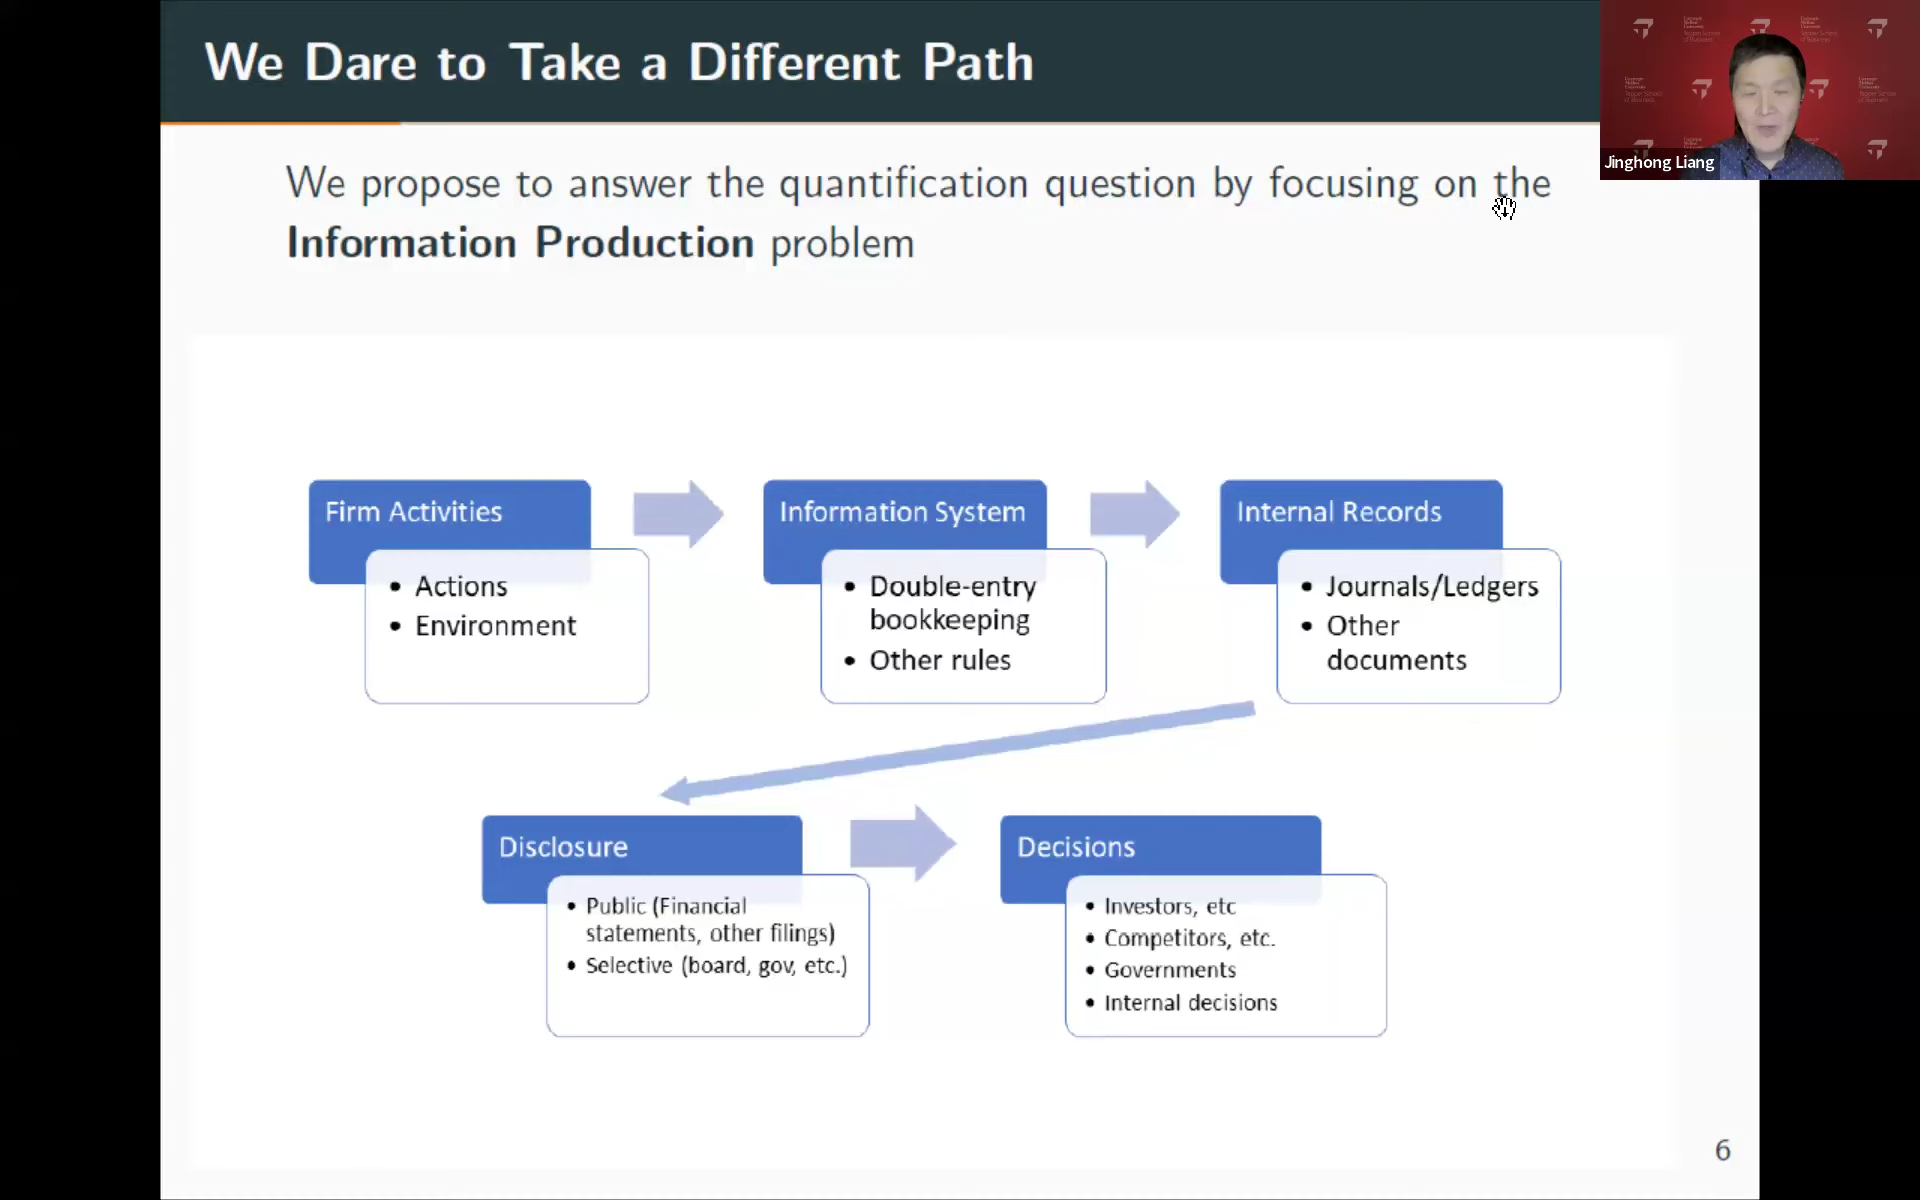 We Dare to Take a Different Path
Jinghong Liang
We propose to answer the quantification question by focusing on the
Information Production problem
Firm Activities
• Actions
• Environment
Information System
• Double-entry
bookkeeping
• Other rules
Internal Records
• Journals/Ledgers
• Other
documents
Disclosure
• Public (Financial
statements, other filings)
• Selective (board, gov, etc.)
Decisions
• Investors, etc
• Competitors, etc.
• Governments
• Internal decisions
6